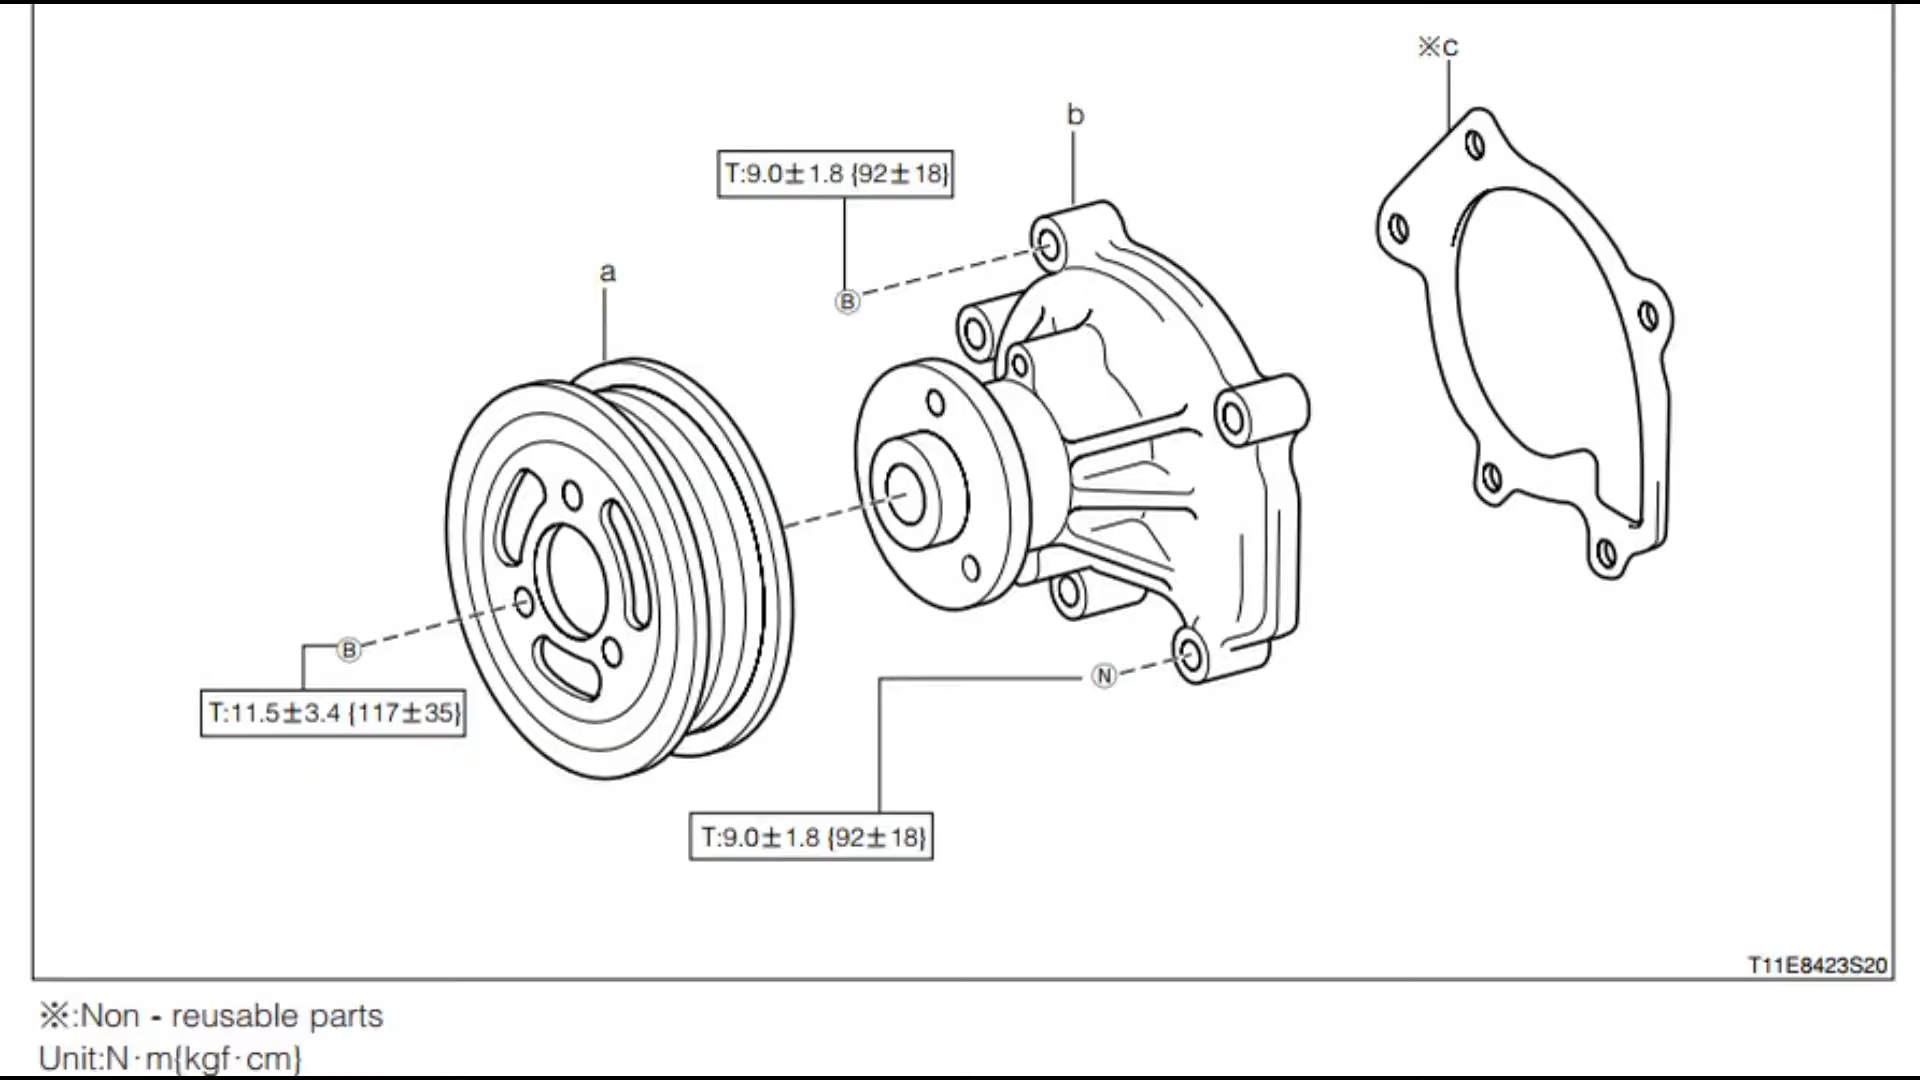 ※c
b
T:9.0±1.8 {92±18}
a
B
B
T:11.5±3.4 {117±35}
N
T:9.0±1.8 {92±18}
T11E8423S20
※:Non - reusable parts
Unit:N·m{kgf·cm}